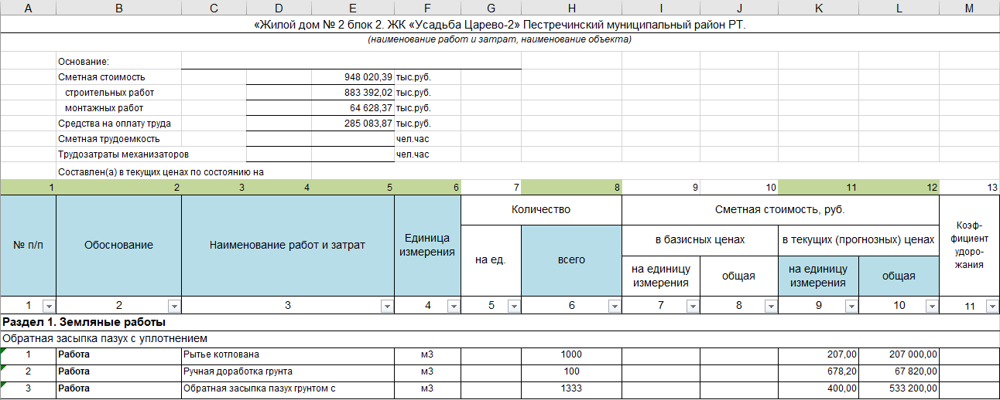 A B C D E F G H I J K L M
«Жилой дом № 2 блок 2. ЖК «Усадьба Царево-2» Пестречинский муниципальный район РТ.
(наименование работ и затрат, наименование объекта)
Основание:
Сметная стоимость 948 020,39 тыс.руб.
строительных работ 883 392,02 тыс.руб.
монтажных работ 64 628,37 тыс.руб.
Средства на оплату труда 285 083,87 тыс.руб.
Сметная трудоемкость чел.час
Трудозатраты механизаторов чел.час
Составлен(а) в текущих ценах по состоянию на
1 2 3 4 5 6 7 8 9 10 11 12 13
№ п/п
Обоснование
Наименование работ и затрат
Единица
измерения
Количество
на ед.
всего
Сметная стоимость, руб.
в базисных ценах
на единицу
измерения
общая
в текущих (прогнозных) ценах
на единицу
измерения
общая
Коэф-
фициент
удоро-
жания
1 2 3 4 5 6 7 8 9 10 11
Раздел 1. Земляные работы
Обратная засыпка пазух с уплотнением
1 Работа Рытье котлована м3 1000 207,00 207 000,00
2 Работа Ручная доработка грунта м3 100 678,20 67 820,00
3 Работа Обратная засыпка пазух грунтом с м3 1333 400,00 533 200,00